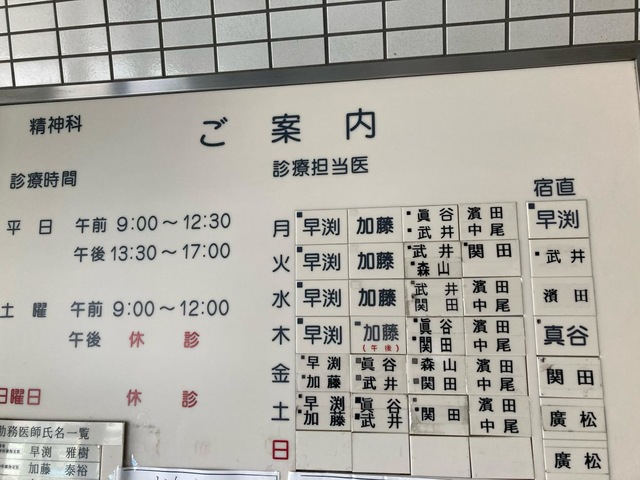 精神科
ご案内
診療時間
診療担当医
宿直
平日 午前 9:00～12:30
午後 13:30～17:00
土曜 午前 9:00～12:00
午後 休診
日曜日 休診
月 早渕 加藤 眞谷 武井 濱田 中尾 早渕
火 早渕 加藤 武井 森山 関田 武井
水 早渕 加藤 武井 関田 濱田 中尾 濱田
木 早渕 加藤 (午後) 眞谷 関田 濱田 中尾 真谷
金 早渕 加藤 眞谷 武井 森山 関田 濱田 中尾 関田
土 早渕 加藤 眞谷 武井 関田 濱田 中尾 廣松
日 廣松
勤務医師氏名一覧
早渕 雅樹
加藤 泰裕